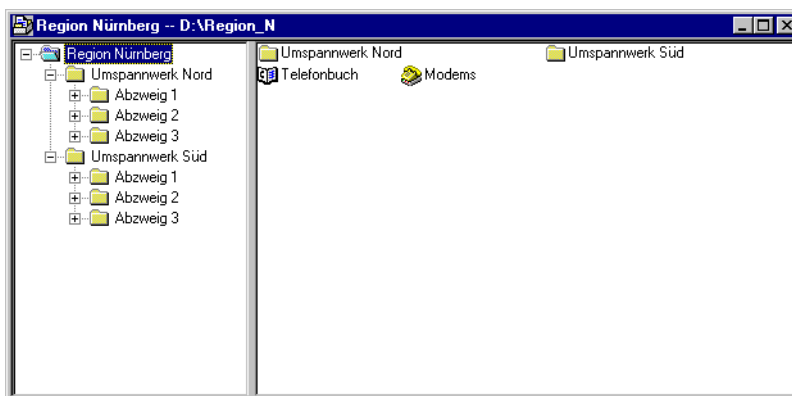 Region Nürnberg -- D:\Region_N
Region Nürnberg
Umspannwerk Nord
Abzweig 1
Abzweig 2
Abzweig 3
Umspannwerk Süd
Abzweig 1
Abzweig 2
Abzweig 3
Umspannwerk Nord Umspannwerk Süd
Telefonbuch Modems